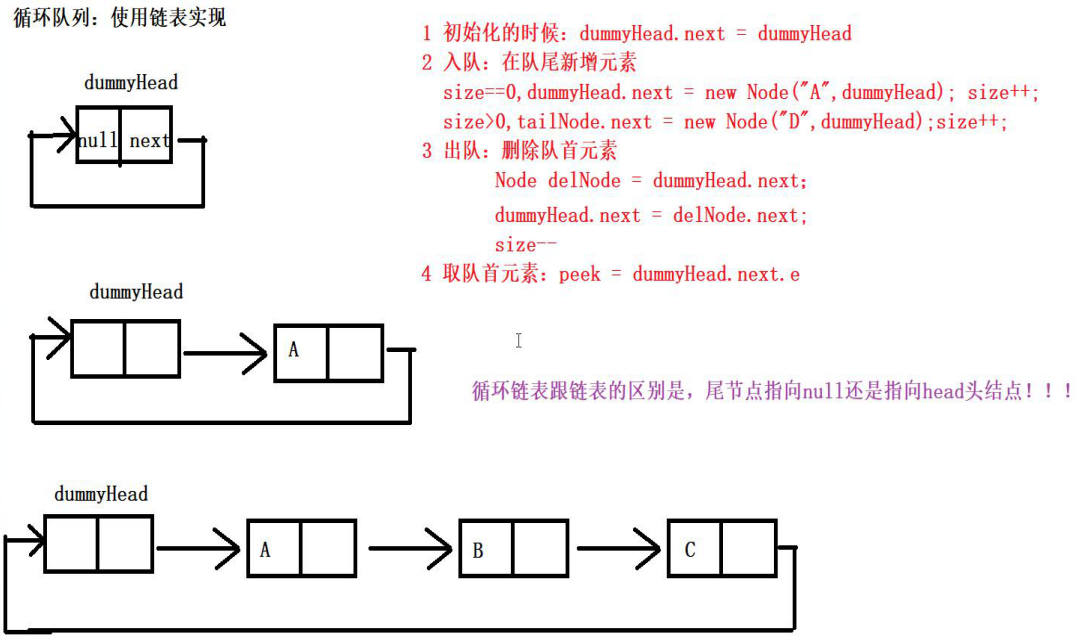 循环队列：使用链表实现
dummyHead
null next
1 初始化的时候：dummyHead.next = dummyHead
2 入队：在队尾新增元素
size==0,dummyHead.next = new Node("A",dummyHead); size++;
size>0,tailNode.next = new Node("D",dummyHead);size++;
3 出队：删除队首元素
Node delNode = dummyHead.next;
dummyHead.next = delNode.next;
size--
4 取队首元素：peek = dummyHead.next.e
dummyHead
A
循环链表跟链表的区别是，尾节点指向null还是指向head头结点！！！
dummyHead
A
B
C